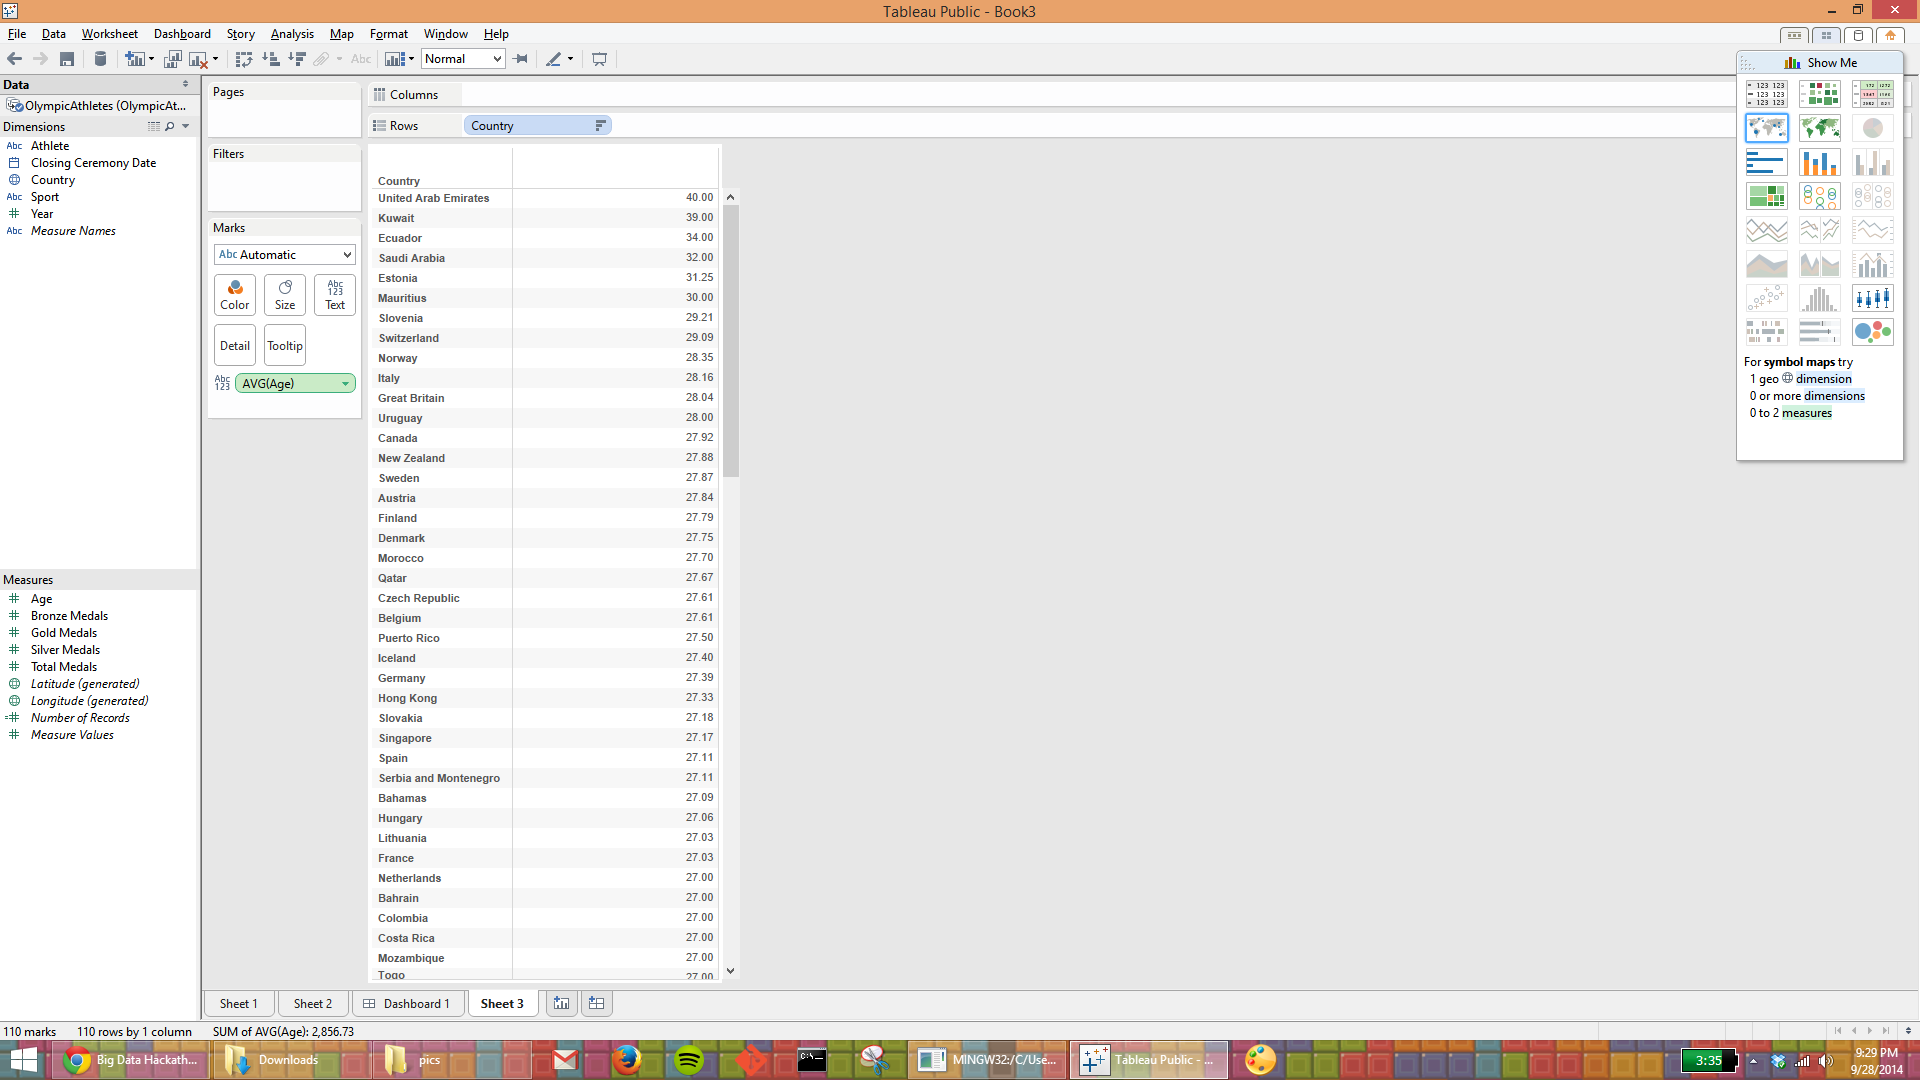 Tableau Public - Book3
File Data Worksheet Dashboard Story Analysis Map Format Window Help
Abc Normal
Show Me
Data
OlympicAthletes (OlympicAt...
Dimensions
Abc Athlete
Closing Ceremony Date
Country
Abc Sport
Year
Abc Measure Names
Measures
Age
Bronze Medals
Gold Medals
Silver Medals
Total Medals
Latitude (generated)
Longitude (generated)
Number of Records
Measure Values
Pages
Filters
Marks
Abc Automatic
Color Size Abc 123 Text
Detail Tooltip
Abc 123 AVG(Age)
Columns
Rows Country
Country
United Arab Emirates 40.00
Kuwait 39.00
Ecuador 34.00
Saudi Arabia 32.00
Estonia 31.25
Mauritius 30.00
Slovenia 29.21
Switzerland 29.09
Norway 28.35
Italy 28.16
Great Britain 28.04
Uruguay 28.00
Canada 27.92
New Zealand 27.88
Sweden 27.87
Austria 27.84
Finland 27.79
Denmark 27.75
Morocco 27.70
Qatar 27.67
Czech Republic 27.61
Belgium 27.61
Puerto Rico 27.50
Iceland 27.40
Germany 27.39
Hong Kong 27.33
Slovakia 27.18
Singapore 27.17
Spain 27.11
Serbia and Montenegro 27.11
Bahamas 27.09
Hungary 27.06
Lithuania 27.03
France 27.03
Netherlands 27.00
Bahrain 27.00
Colombia 27.00
Costa Rica 27.00
Mozambique 27.00
Togo 27.00
123 123
123 123
123 123
For symbol maps try
1 geo dimension
0 or more dimensions
0 to 2 measures
Sheet 1 Sheet 2 Dashboard 1 Sheet 3
110 marks 110 rows by 1 column SUM of AVG(Age): 2,856.73
Big Data Hackath... Downloads pics MINGW32:/C/Use... Tableau Public - ...
3:35
9:29 PM
9/28/2014